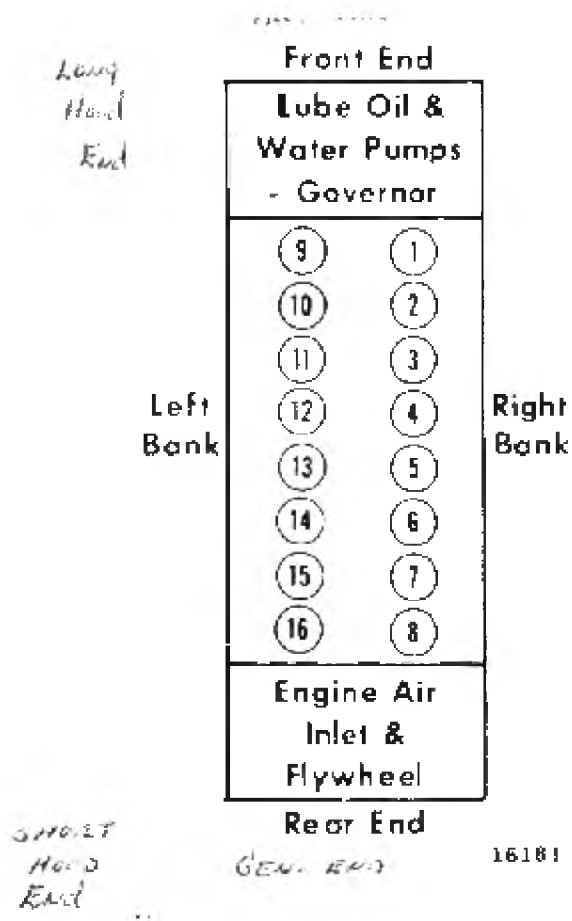 Long
Hood
End
Front End
Lube Oil &
Water Pumps
- Governor
9 1
10 2
11 3
12 4
13 5
14 6
15 7
16 8
Left
Bank
Right
Bank
Engine Air
Inlet &
Flywheel
Rear End
SHORT
Hood
End
GEN. END
16181